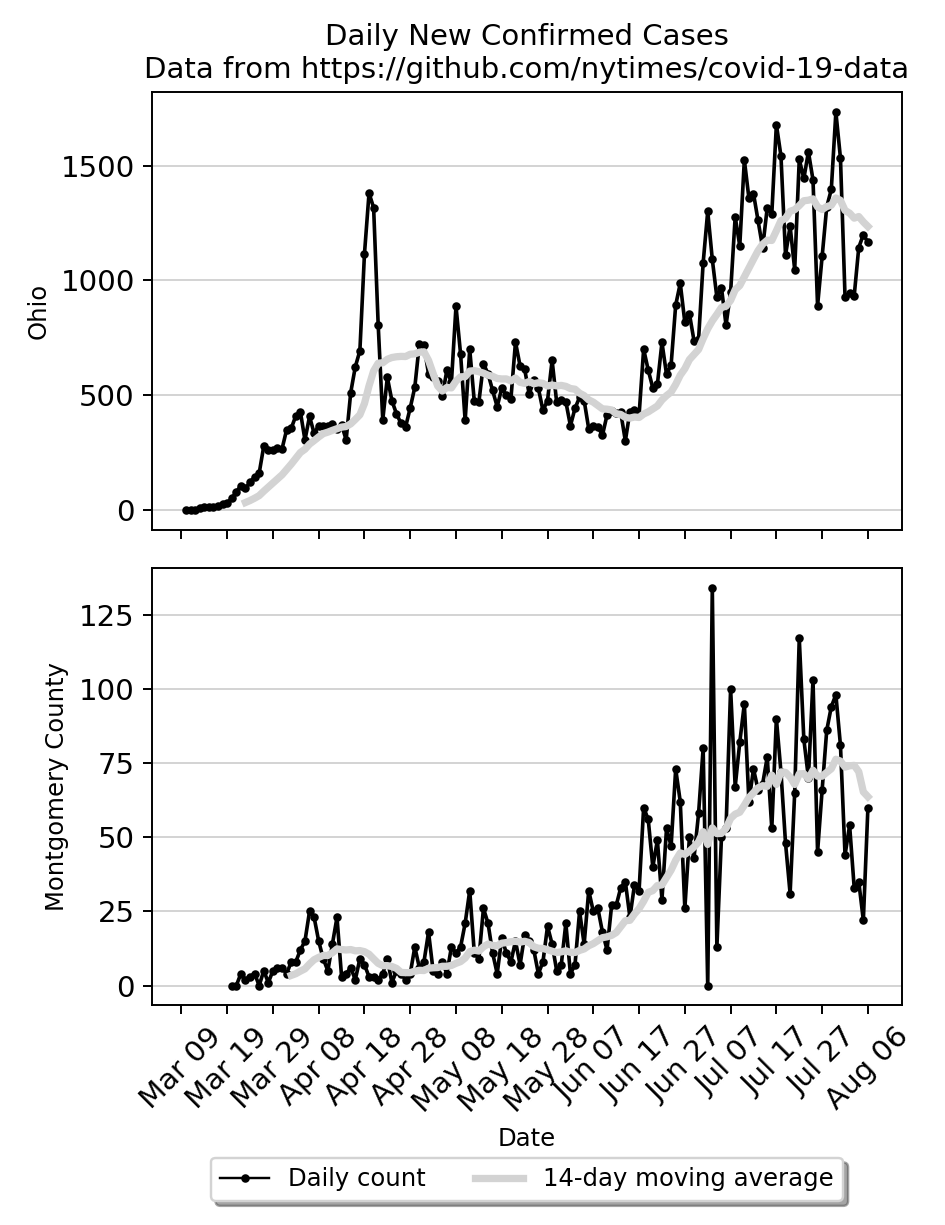 Daily New Confirmed Cases
Data from https://github.com/nytimes/covid-19-data
1500
1000
500
0
Ohio
125
100
75
50
25
0
Montgomery County
Mar 09
Mar 19
Mar 29
Apr 08
Apr 18
Apr 28
May 08
May 18
May 28
Jun 07
Jun 17
Jun 27
Jul 07
Jul 17
Jul 27
Aug 06
Date
Daily count
14-day moving average